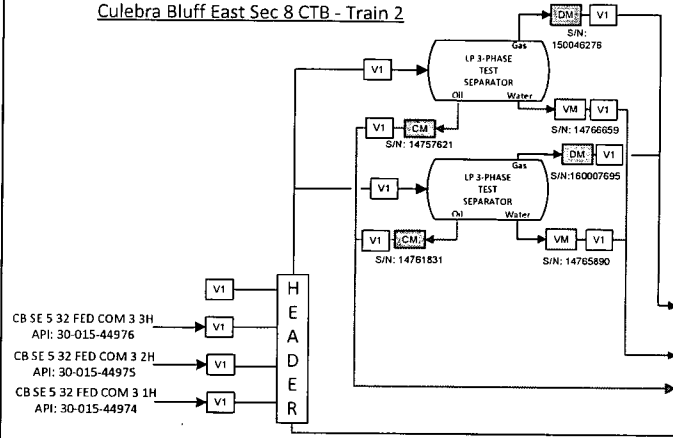 Culebra Bluff East Sec 8 CTB - Train 2
DM
V1
S/N:
150046276
Gas
LP 3-PHASE
TEST
SEPARATOR
Oil
Water
V1
VM
V1
S/N: 14766659
V1
CM
S/N: 14757621
Gas
DM
V1
S/N:160007695
LP 3-PHASE
TEST
SEPARATOR
Oil
Water
V1
VM
V1
S/N: 14765890
V1
CM
S/N: 14761831
V1
HEADER
CB SE 5 32 FED COM 3 3H
API: 30-015-44976
V1
CB SE 5 32 FED COM 3 2H
API: 30-015-44975
V1
CB SE 5 32 FED COM 3 1H
API: 30-015-44974
V1